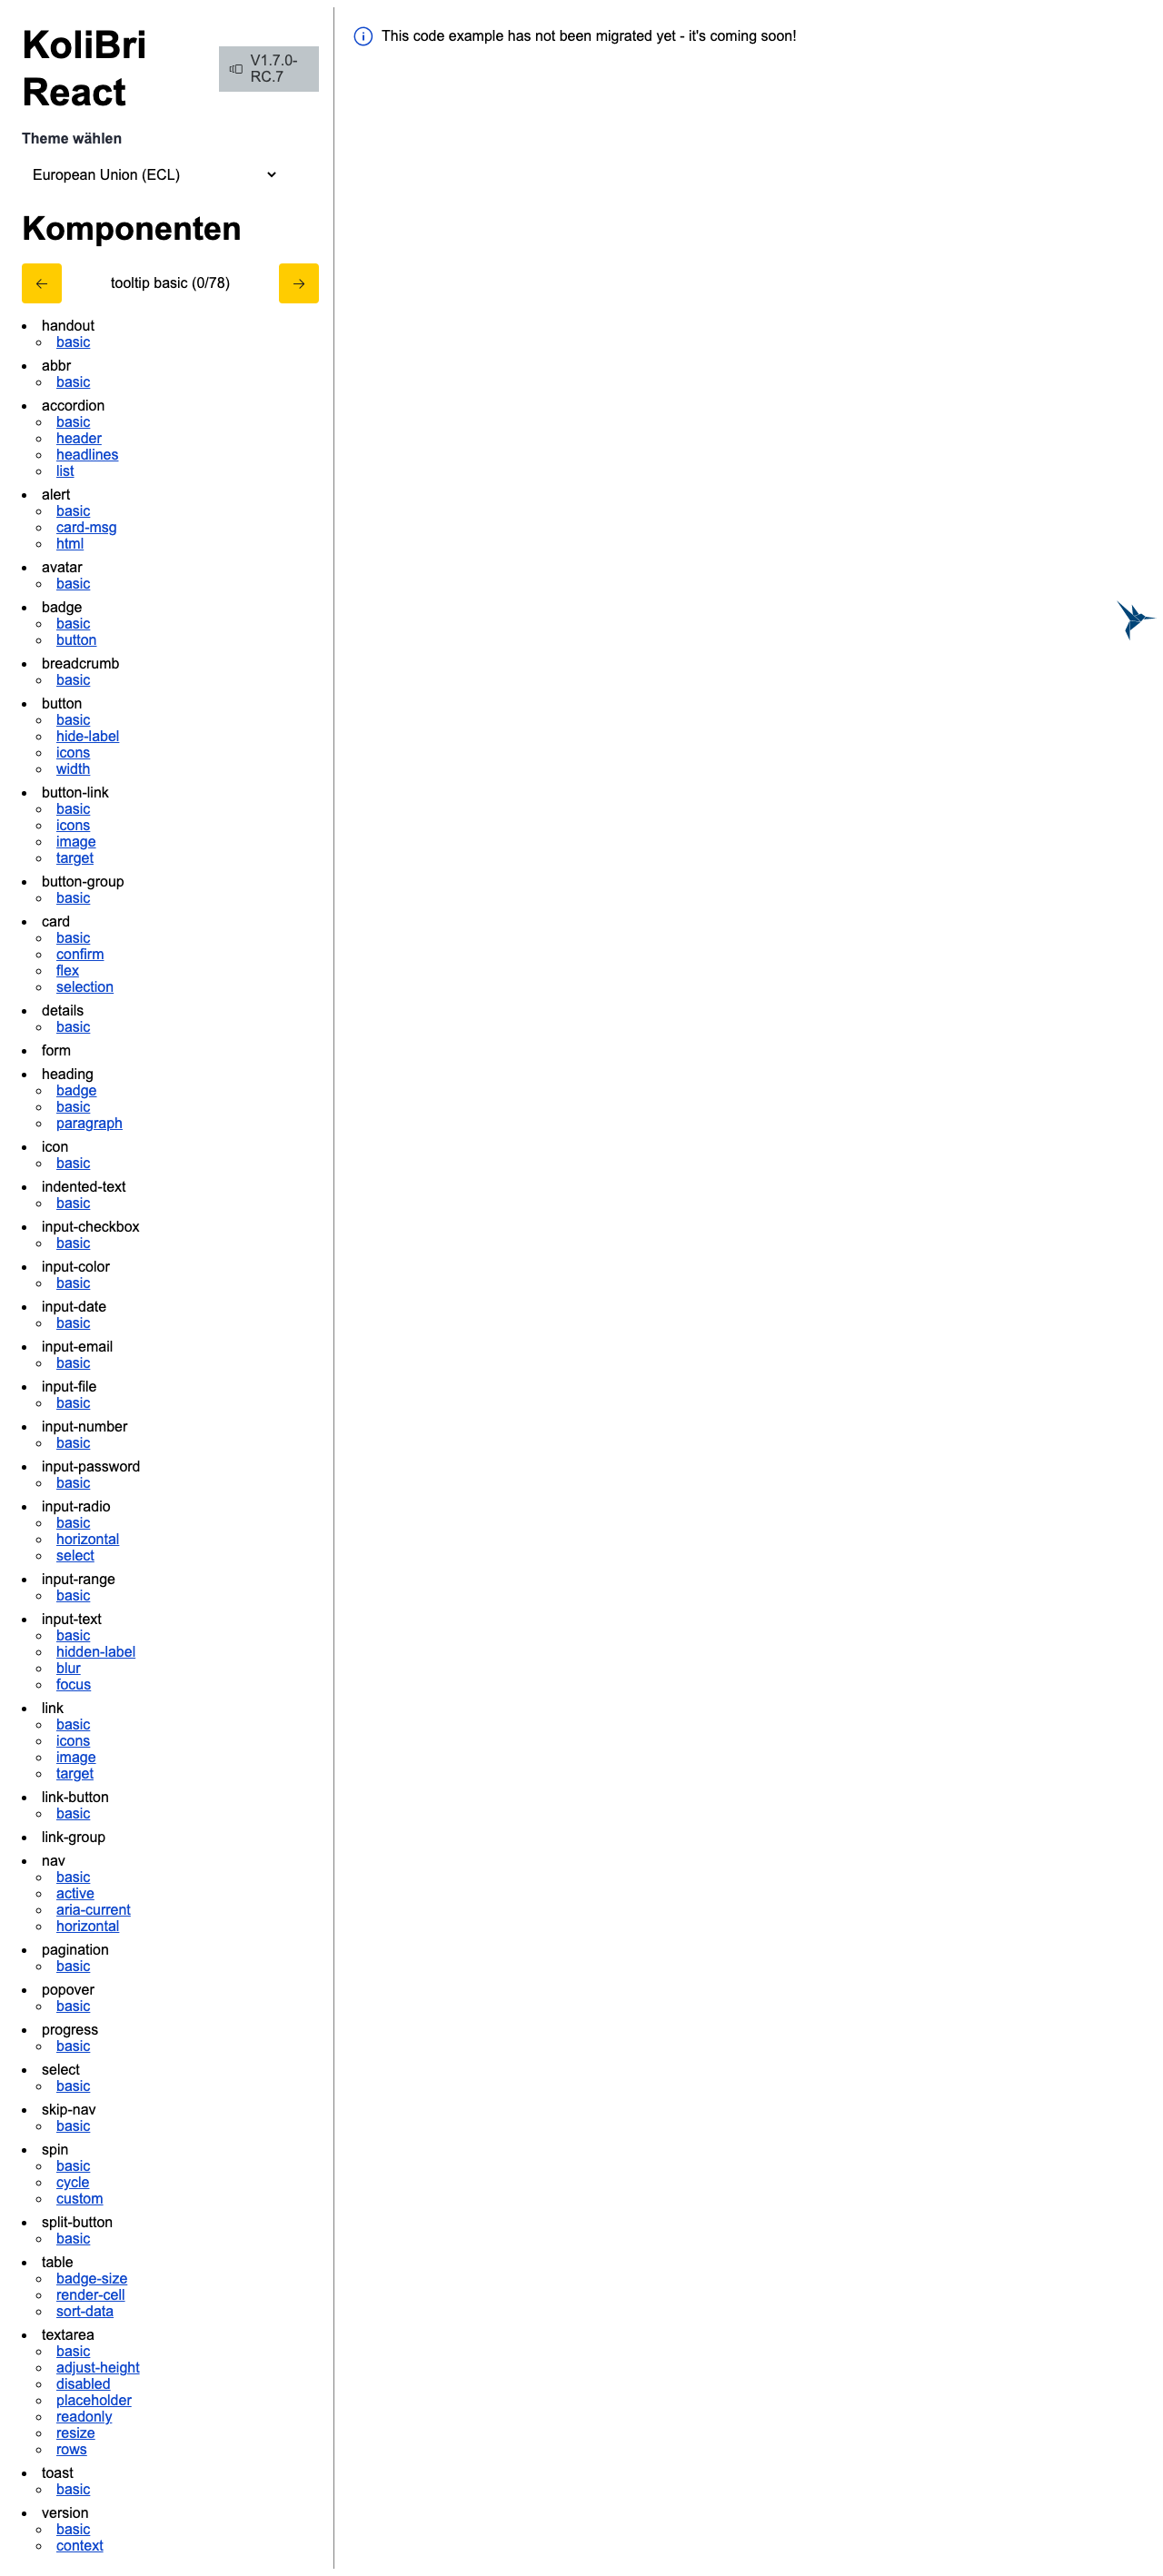 KoliBri
React
V1.7.0-
RC.7
Theme wählen
European Union (ECL)
Komponenten
tooltip basic (0/78)
handout
basic
abbr
basic
accordion
basic
header
headlines
list
alert
basic
card-msg
html
avatar
basic
badge
basic
button
breadcrumb
basic
button
basic
hide-label
icons
width
button-link
basic
icons
image
target
button-group
basic
card
basic
confirm
flex
selection
details
basic
form
heading
badge
basic
paragraph
icon
basic
indented-text
basic
input-checkbox
basic
input-color
basic
input-date
basic
input-email
basic
input-file
basic
input-number
basic
input-password
basic
input-radio
basic
horizontal
select
input-range
basic
input-text
basic
hidden-label
blur
focus
link
basic
icons
image
target
link-button
basic
link-group
nav
basic
active
aria-current
horizontal
pagination
basic
popover
basic
progress
basic
select
basic
skip-nav
basic
spin
basic
cycle
custom
split-button
basic
table
badge-size
render-cell
sort-data
textarea
basic
adjust-height
disabled
placeholder
readonly
resize
rows
toast
basic
version
basic
context
This code example has not been migrated yet - it's coming soon!